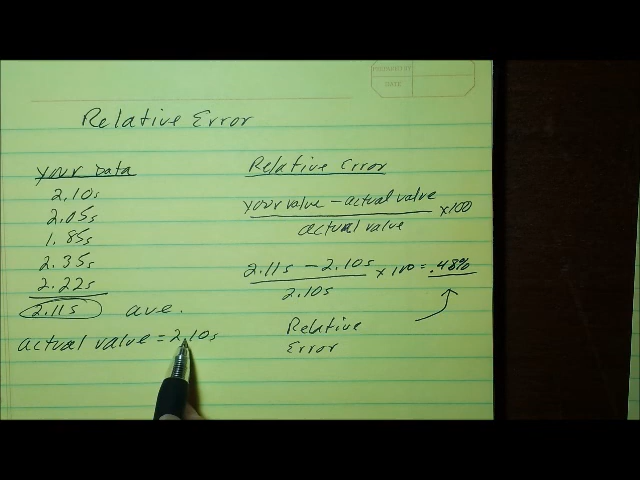 Relative Error
your Data
2.10s
2.05s
1.85s
2.35s
2.22s
2.11s ave.
actual value = 2.10s
Relative Error
your value - actual value
actual value
×100
2.11s - 2.10s
2.10s
×100 = .48%
Relative
Error
DATE